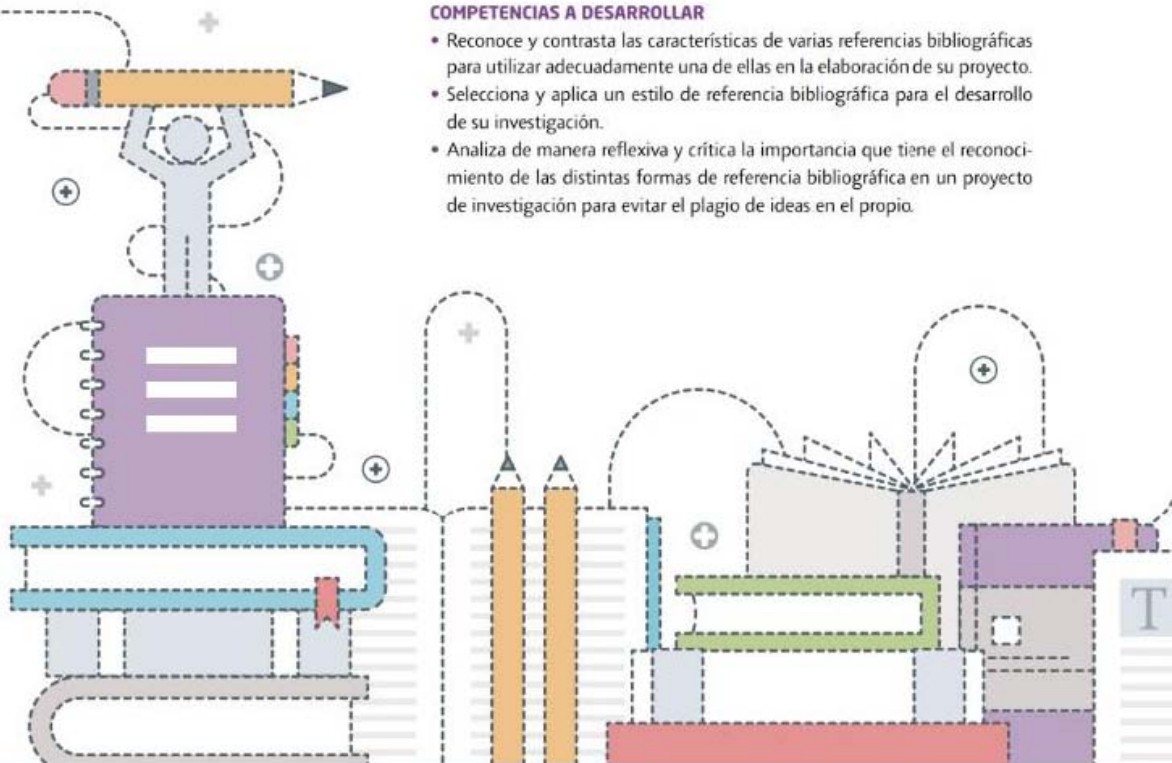 COMPETENCIAS A DESARROLLAR
• Reconoce y contrasta las características de varias referencias bibliográficas
para utilizar adecuadamente una de ellas en la elaboración de su proyecto.
• Selecciona y aplica un estilo de referencia bibliográfica para el desarrollo
de su investigación.
• Analiza de manera reflexiva y crítica la importancia que tiene el reconoci-
miento de las distintas formas de referencia bibliográfica en un proyecto
de investigación para evitar el plagio de ideas en el propio.
T